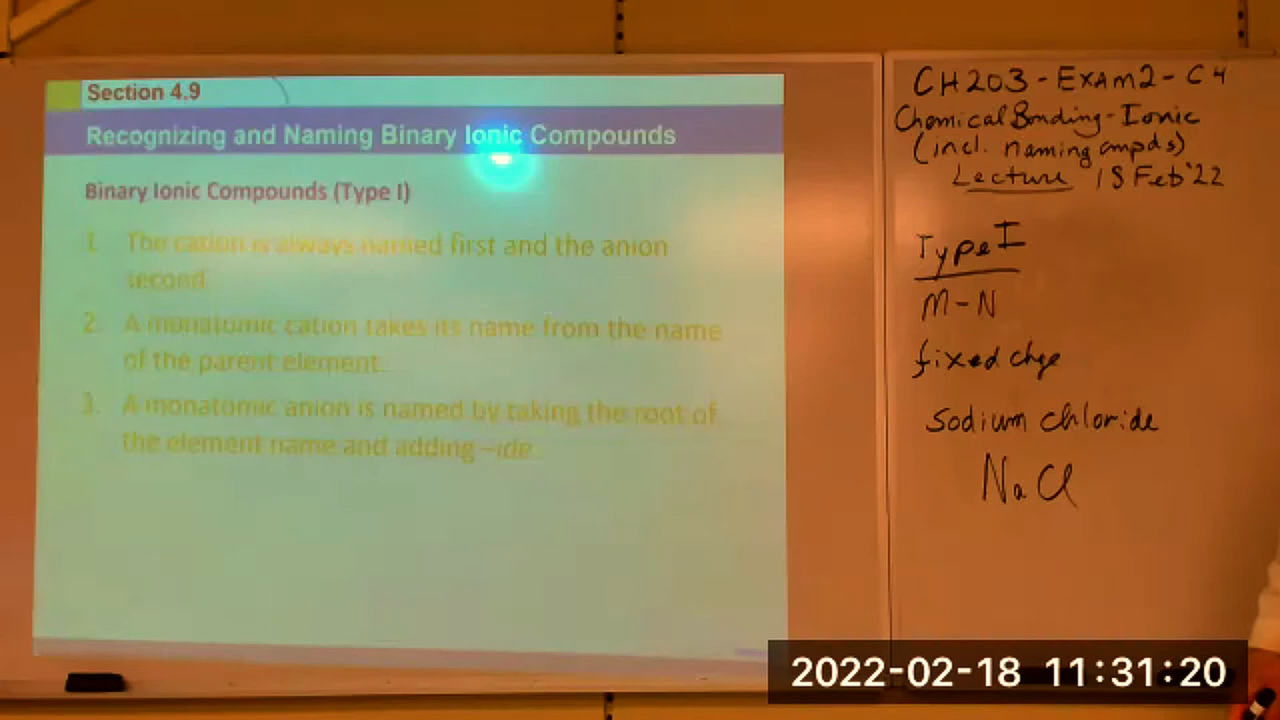 Section 4.9
Recognizing and Naming Binary Ionic Compounds
Binary Ionic Compounds (Type I)
1. The cation is always named first and the anion
second.
2. A monatomic cation takes its name from the name
of the parent element.
3. A monatomic anion is named by taking the root of
the element name and adding –ide.
CH203 - Exam2 - C4
Chemical Bonding - Ionic
(incl. naming cmpds)
Lecture 18 Feb '22
Type I
M-N
fixed chge
Sodium chloride
NaCl
2022-02-18 11:31:20